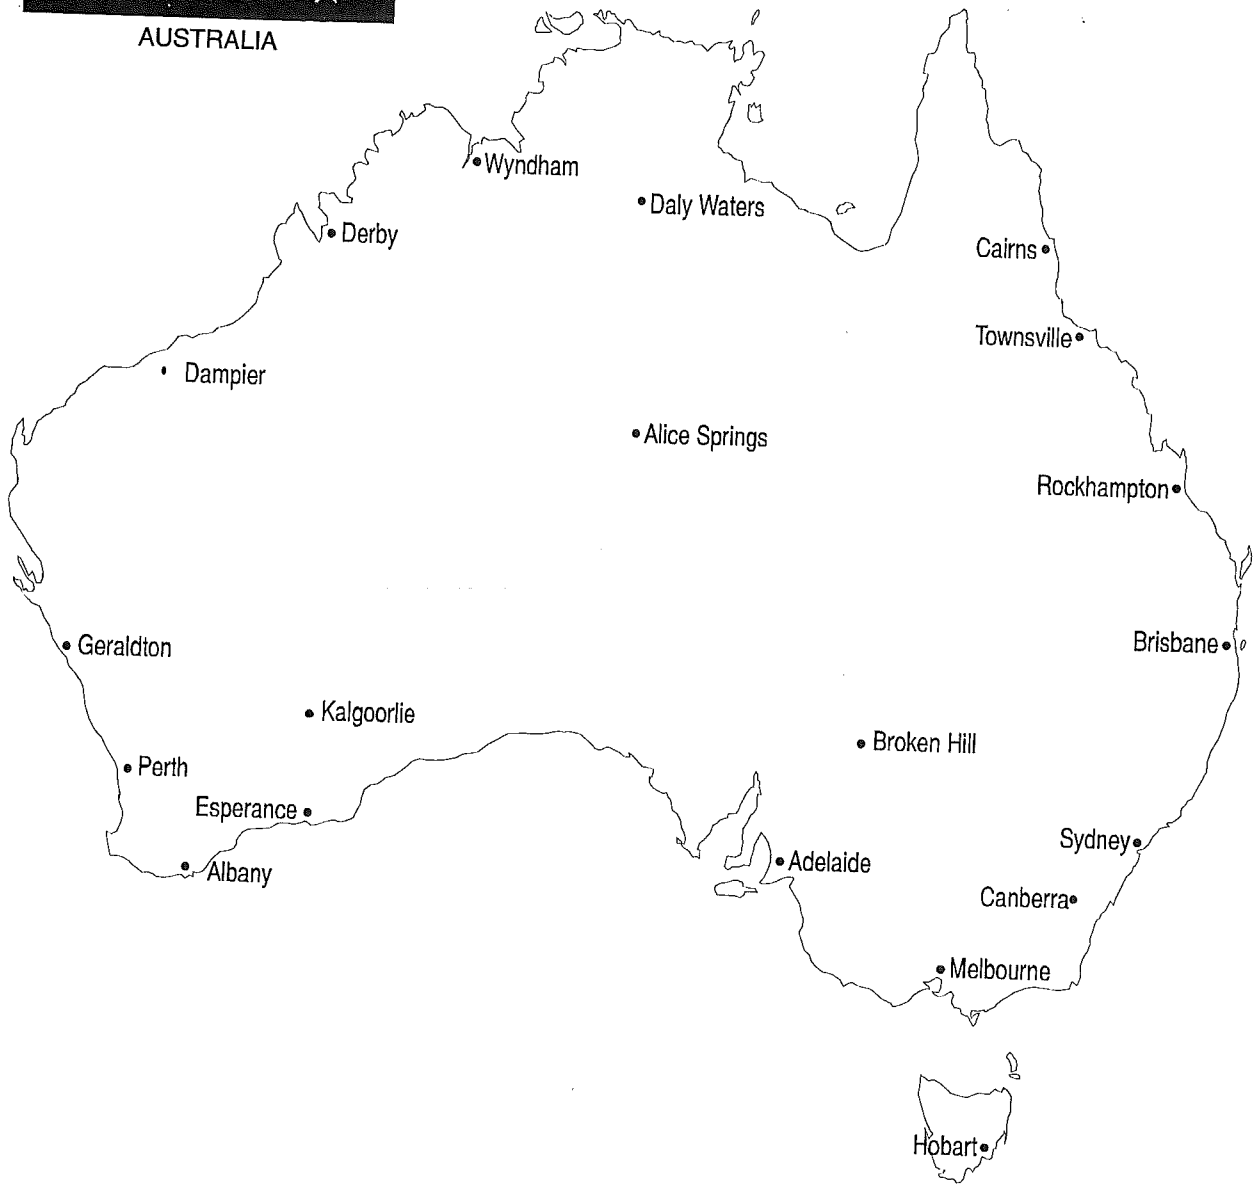 AUSTRALIA
Wyndham
Daly Waters
Derby
Cairns
Townsville
Dampier
Alice Springs
Rockhampton
Geraldton
Brisbane
Kalgoorlie
Broken Hill
Perth
Esperance
Sydney
Adelaide
Albany
Canberra
Melbourne
Hobart